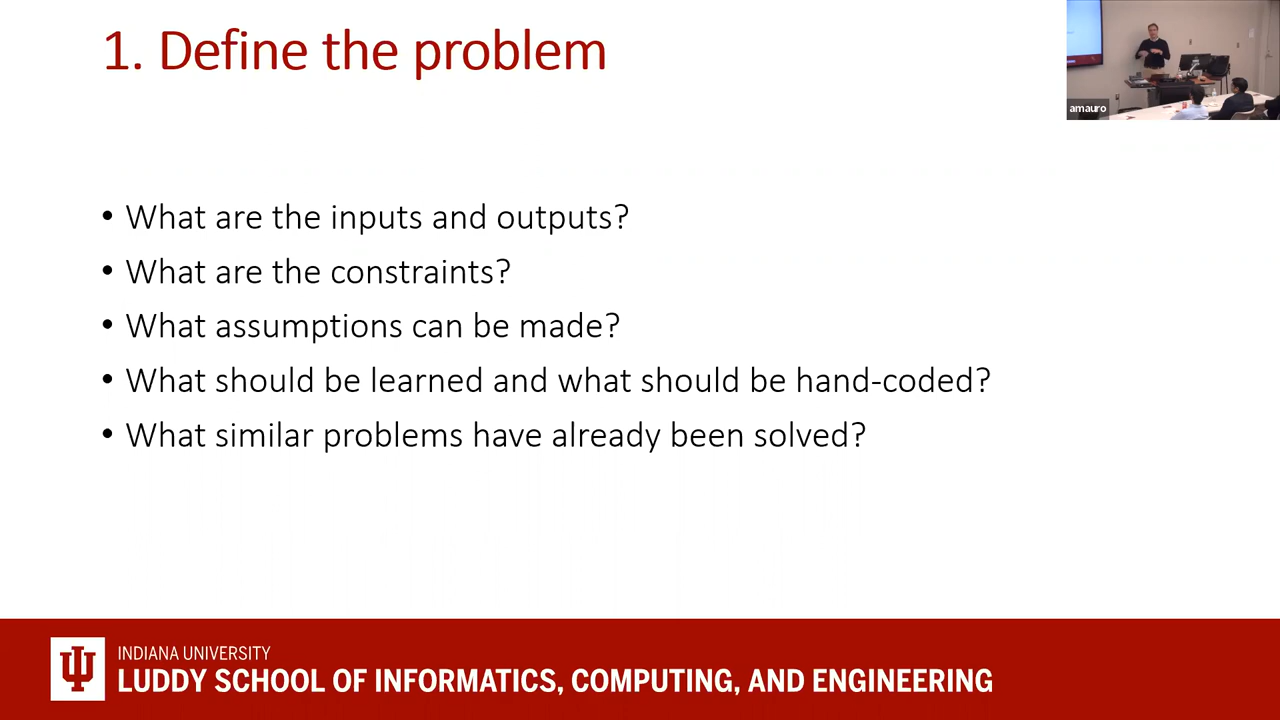 1. Define the problem
amauro
• What are the inputs and outputs?
• What are the constraints?
• What assumptions can be made?
• What should be learned and what should be hand-coded?
• What similar problems have already been solved?
INDIANA UNIVERSITY
LUDDY SCHOOL OF INFORMATICS, COMPUTING, AND ENGINEERING